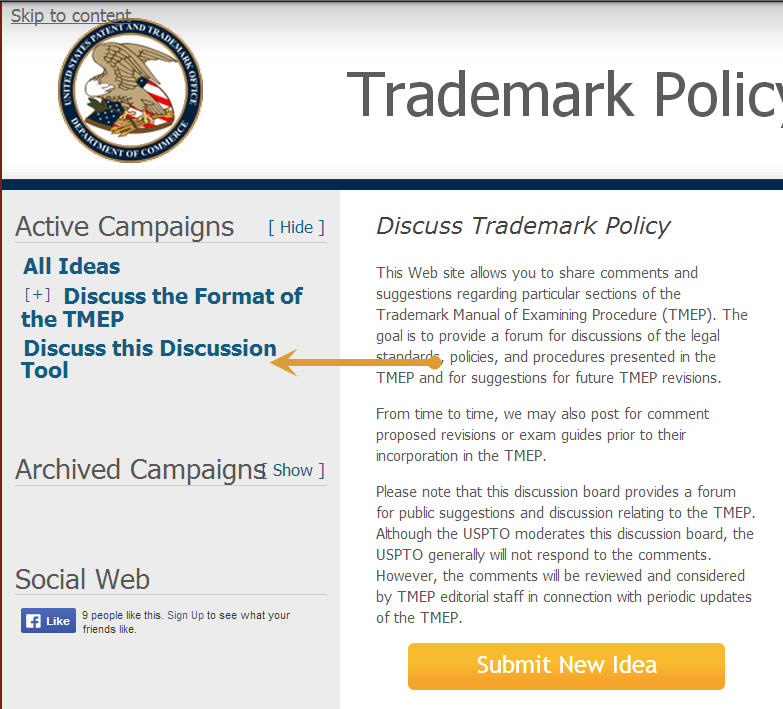 Skip to content
UNITED STATES PATENT AND TRADEMARK OFFICE
DEPARTMENT OF COMMERCE
Trademark Policy
Active Campaigns [ Hide ]
All Ideas
[+] Discuss the Format of
the TMEP
Discuss this Discussion
Tool
Archived Campaigns [ Show ]
Social Web
Like
9 people like this. Sign Up to see what your
friends like.
Discuss Trademark Policy
This Web site allows you to share comments and
suggestions regarding particular sections of the
Trademark Manual of Examining Procedure (TMEP). The
goal is to provide a forum for discussions of the legal
standards, policies, and procedures presented in the
TMEP and for suggestions for future TMEP revisions.
From time to time, we may also post for comment
proposed revisions or exam guides prior to their
incorporation in the TMEP.
Please note that this discussion board provides a forum
for public suggestions and discussion relating to the TMEP.
Although the USPTO moderates this discussion board, the
USPTO generally will not respond to the comments.
However, the comments will be reviewed and considered
by TMEP editorial staff in connection with periodic updates
of the TMEP.
Submit New Idea